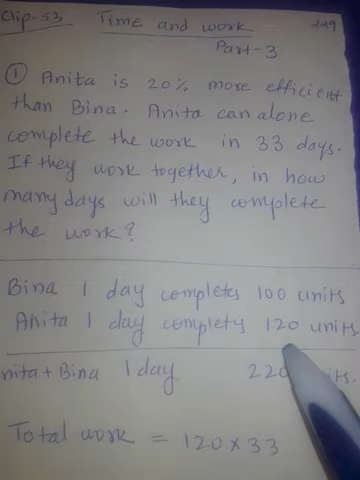 Clip-53 Time and work 229
Part-3
① Anita is 20% more efficient
than Bina. Anita can alone
complete the work in 33 days.
If they work together, in how
many days will they complete
the work?
Bina 1 day completes 100 units
Anita 1 day completes 120 units
nita + Bina 1 day 220 its.
Total work = 120 × 33